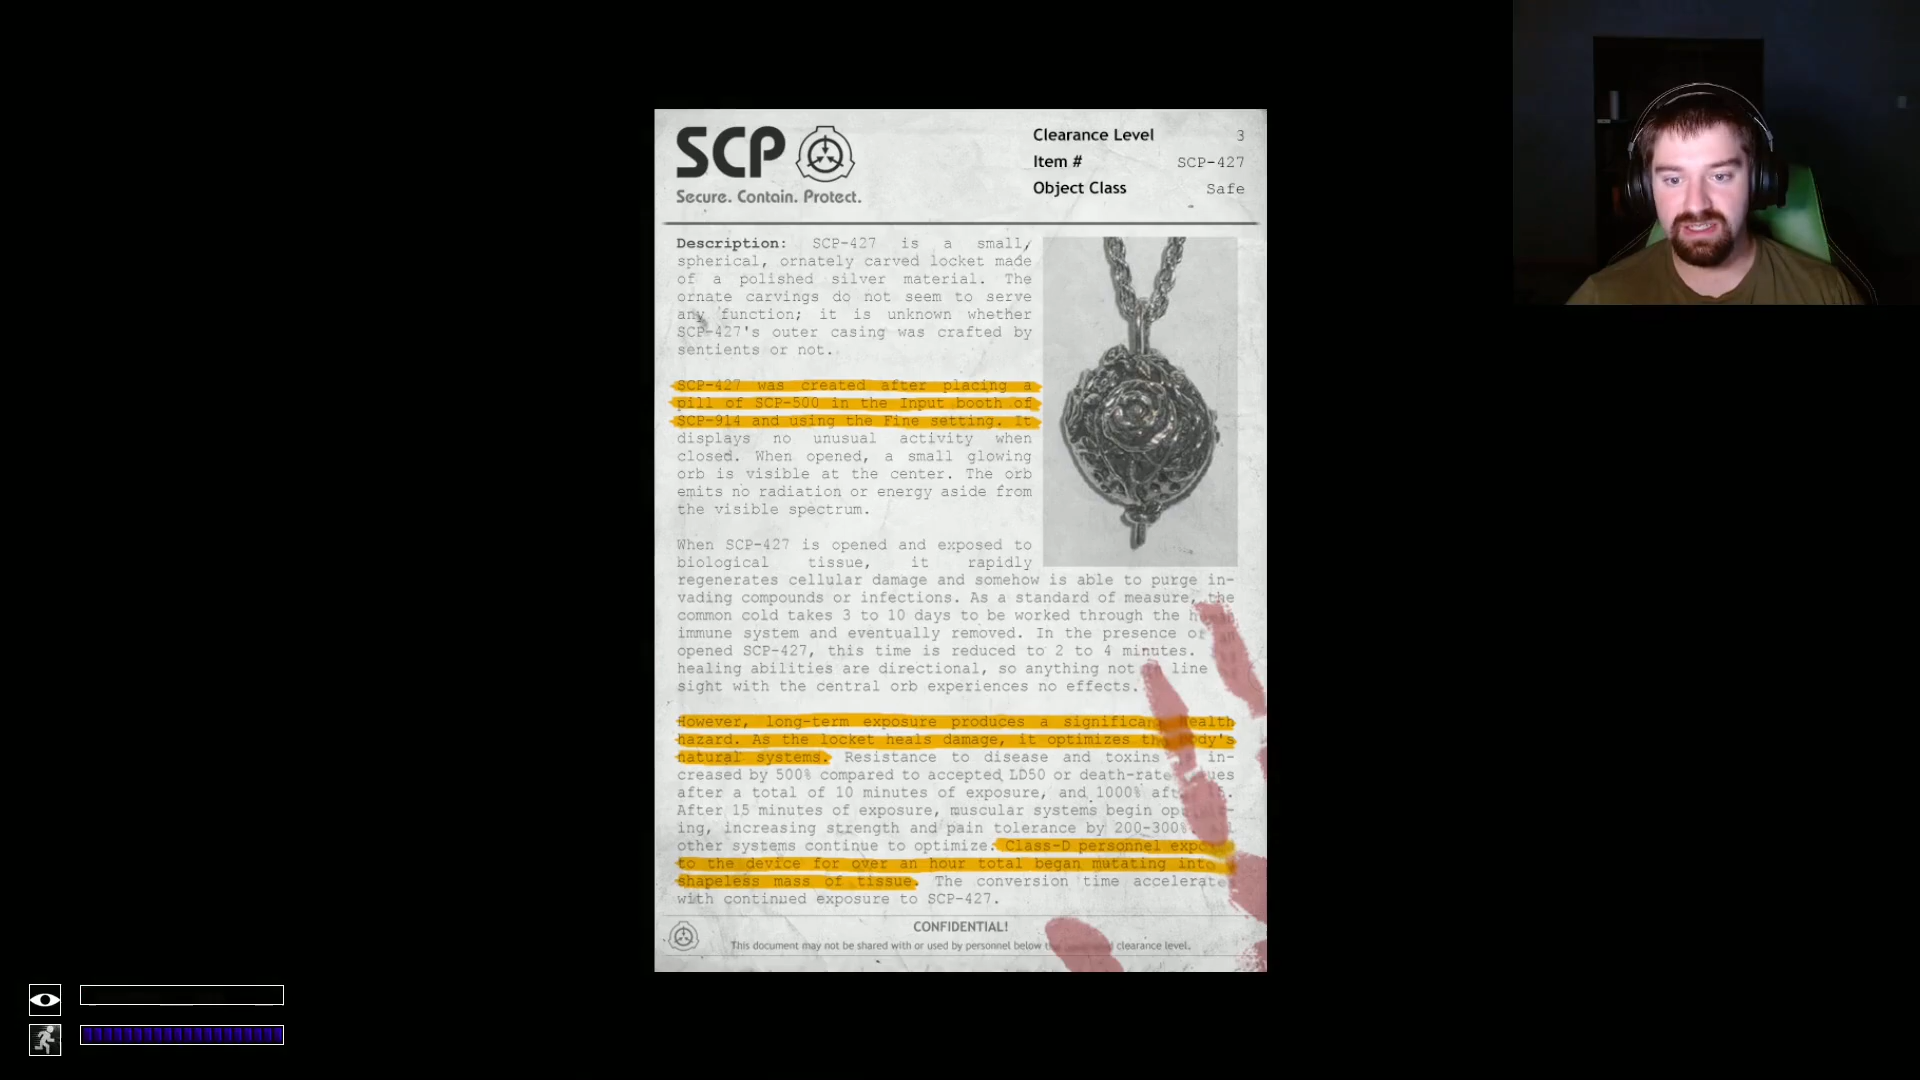 SCP
Secure. Contain. Protect.
Clearance Level 3
Item # SCP-427
Object Class Safe
Description: SCP-427 is a small,
spherical, ornately carved locket made
of a polished silver material. The
ornate carvings do not seem to serve
any function; it is unknown whether
SCP-427's outer casing was crafted by
sentients or not.
SCP-427 was created after placing a
pill of SCP-500 in the Input booth of
SCP-914 and using the Fine setting. It
displays no unusual activity when
closed. When opened, a small glowing
orb is visible at the center. The orb
emits no radiation or energy aside from
the visible spectrum.
When SCP-427 is opened and exposed to
biological tissue, it rapidly
regenerates cellular damage and somehow is able to purge in-
vading compounds or infections. As a standard of measure, the
common cold takes 3 to 10 days to be worked through the human
immune system and eventually removed. In the presence of an
opened SCP-427, this time is reduced to 2 to 4 minutes.
healing abilities are directional, so anything not in line
sight with the central orb experiences no effects.
However, long-term exposure produces a significant health
hazard. As the locket heals damage, it optimizes the body's
natural systems. Resistance to disease and toxins is in-
creased by 500% compared to accepted LD50 or death-rate
after a total of 10 minutes of exposure, and 1000% after 15.
After 15 minutes of exposure, muscular systems begin
ing, increasing strength and pain tolerance by 200-300%. All
other systems continue to optimize. Class-D personnel
to the device for over an hour total began mutating into
shapeless mass of tissue. The conversion time
with continued exposure to SCP-427.
CONFIDENTIAL!
This document may not be shared with or used by personnel below the clearance level.